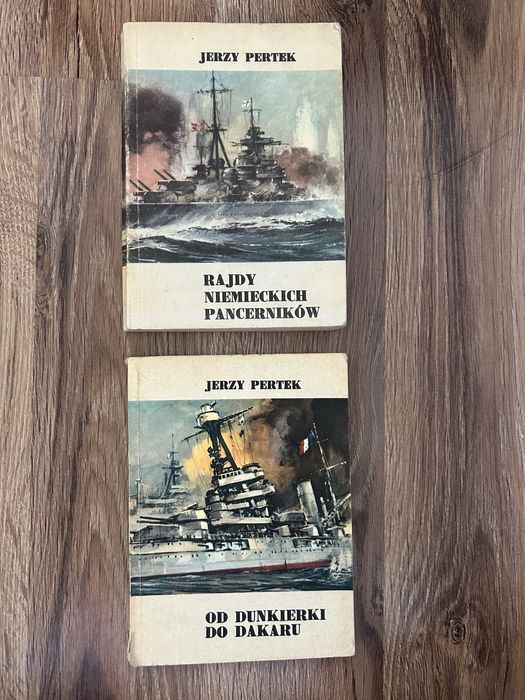 JERZY PERTEK
RAJDY
NIEMIECKICH
PANCERNIKÓW
JERZY PERTEK
OD DUNKIERKI
DO DAKARU